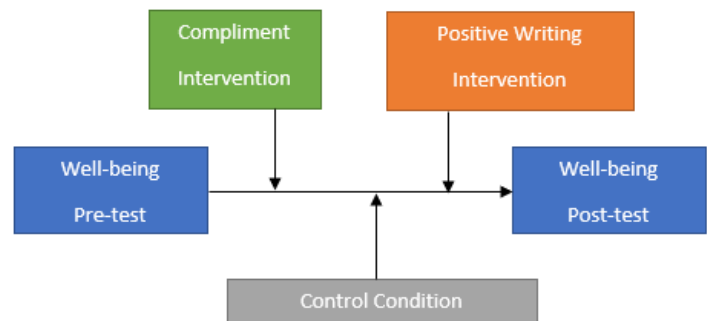 Compliment
Intervention
Positive Writing
Intervention
Well-being
Pre-test
Well-being
Post-test
Control Condition